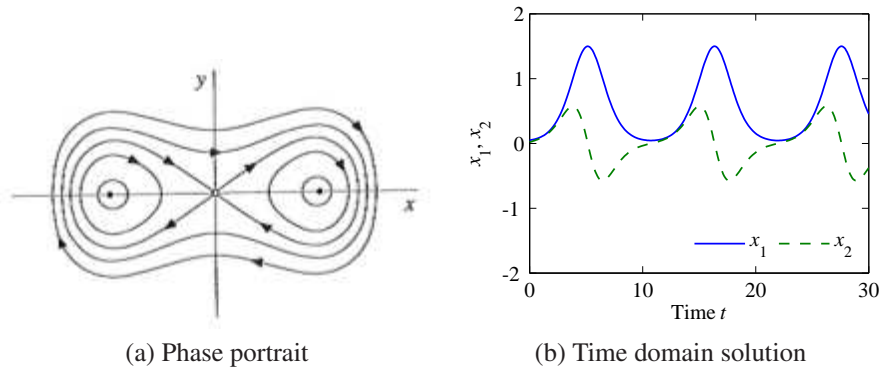 y
x
(a) Phase portrait
2
1
0
-1
-2
x1, x2
0
10
20
30
x1
x2
Time t
(b) Time domain solution